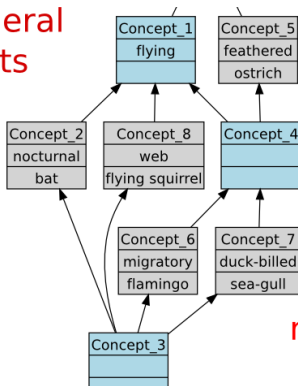 eral
ts
Concept_1
flying
Concept_5
feathered
ostrich
Concept_2
nocturnal
bat
Concept_8
web
flying squirrel
Concept_4
Concept_6
migratory
flamingo
Concept_7
duck-billed
sea-gull
r
Concept_3